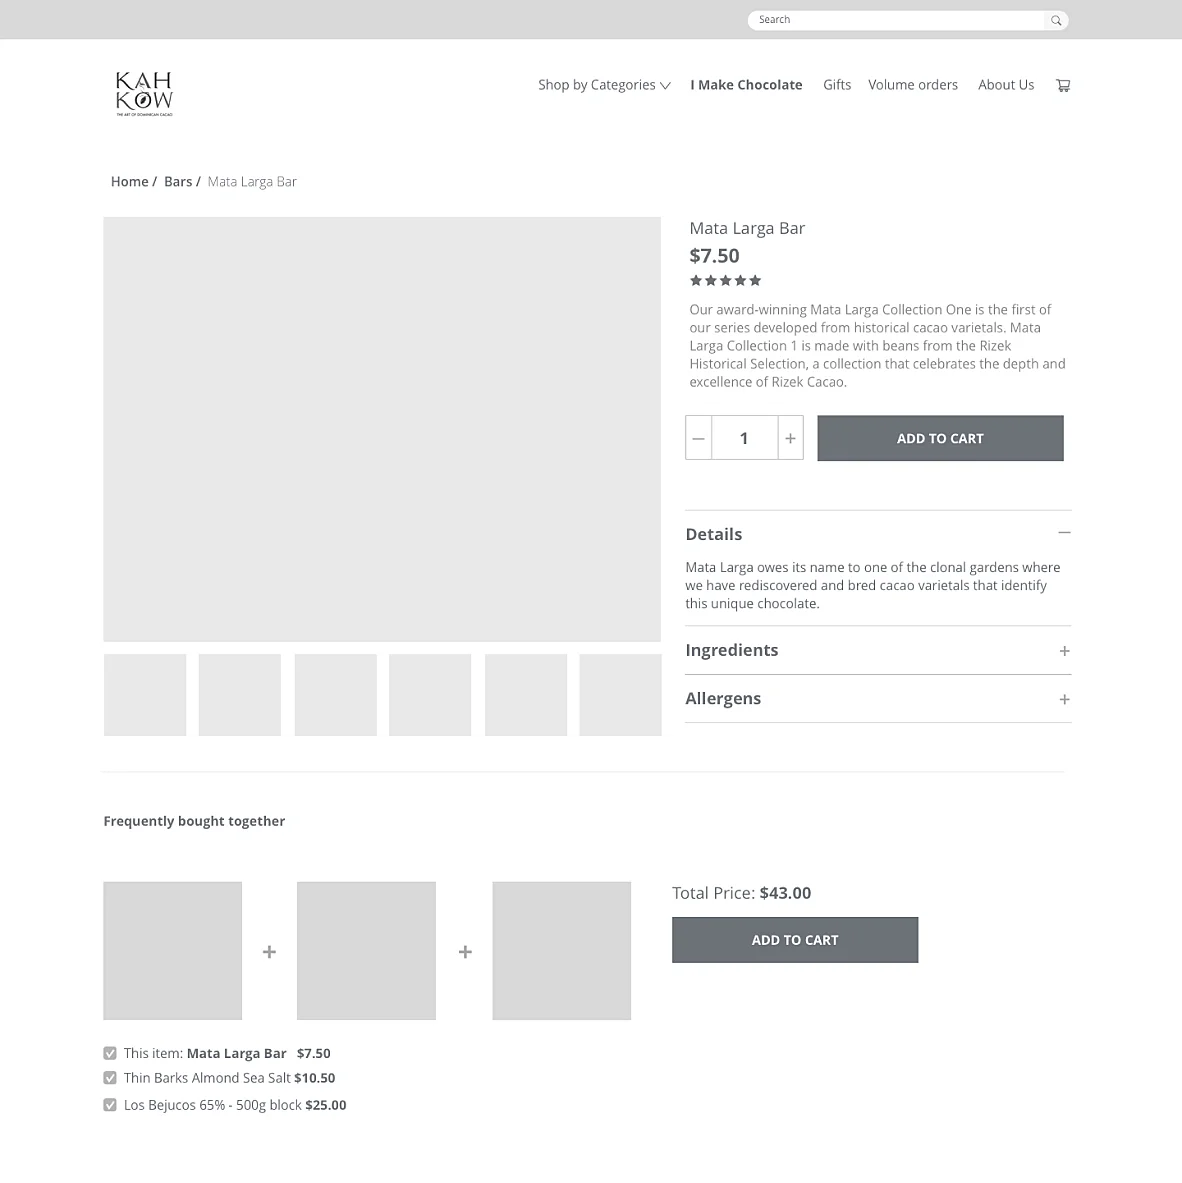 Search
KAH
KOW
THE ART OF DOMINICAN CACAO
Shop by Categories
I Make Chocolate
Gifts
Volume orders
About Us
Home / Bars / Mata Larga Bar
Mata Larga Bar
$7.50
Our award-winning Mata Larga Collection One is the first of
our series developed from historical cacao varietals. Mata
Larga Collection 1 is made with beans from the Rizek
Historical Selection, a collection that celebrates the depth and
excellence of Rizek Cacao.
— 1 +
ADD TO CART
Details —
Mata Larga owes its name to one of the clonal gardens where
we have rediscovered and bred cacao varietals that identify
this unique chocolate.
Ingredients +
Allergens +
Frequently bought together
+ +
Total Price: $43.00
ADD TO CART
This item: Mata Larga Bar $7.50
Thin Barks Almond Sea Salt $10.50
Los Bejucos 65% - 500g block $25.00